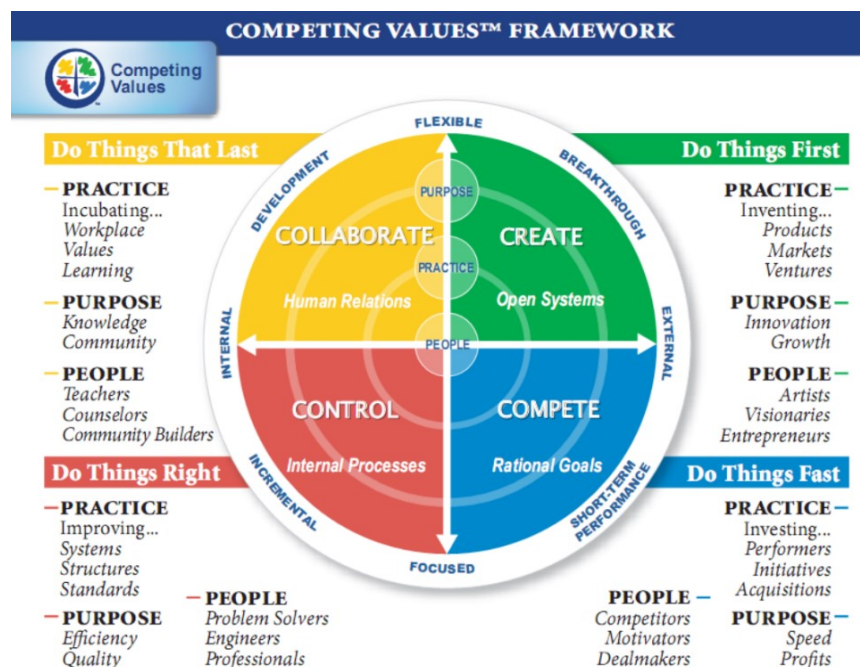 COMPETING VALUES™ FRAMEWORK
Competing
Values
™
Do Things That Last
PRACTICE
Incubating...
Workplace
Values
Learning
PURPOSE
Knowledge
Community
PEOPLE
Teachers
Counselors
Community Builders
Do Things First
PRACTICE
Inventing...
Products
Markets
Ventures
PURPOSE
Innovation
Growth
PEOPLE
Artists
Visionaries
Entrepreneurs
FLEXIBLE
DEVELOPMENT
BREAKTHROUGH
INTERNAL
EXTERNAL
INCREMENTAL
SHORT-TERM
PERFORMANCE
FOCUSED
PURPOSE
PRACTICE
PEOPLE
COLLABORATE
Human Relations
CREATE
Open Systems
CONTROL
Internal Processes
COMPETE
Rational Goals
Do Things Right
PRACTICE
Improving...
Systems
Structures
Standards
PURPOSE
Efficiency
Quality
PEOPLE
Problem Solvers
Engineers
Professionals
Do Things Fast
PRACTICE
Investing...
Performers
Initiatives
Acquisitions
PEOPLE
Competitors
Motivators
Dealmakers
PURPOSE
Speed
Profits